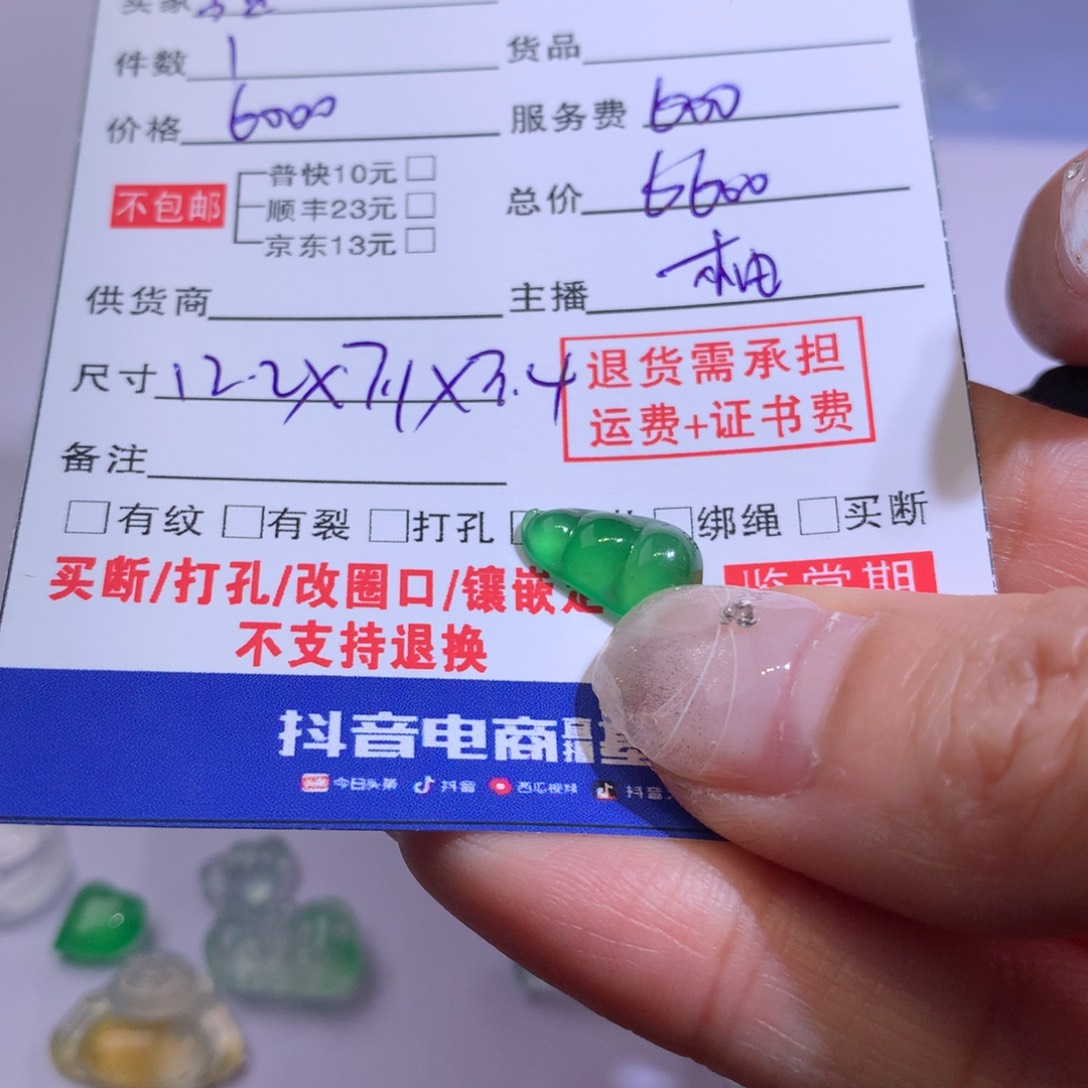 买家
件数 1 货品
价格 6000 服务费 600
不包邮
普快10元
顺丰23元
京东13元
总价 6600
供货商 主播 柚
尺寸 12.2X7.1X3.4
退货需承担
运费+证书费
备注
有纹 有裂 打孔 绑绳 买断
买断/打孔/改圈口/镶嵌
不支持退换
抖音电商
今日头条 抖音 西瓜视频 抖音